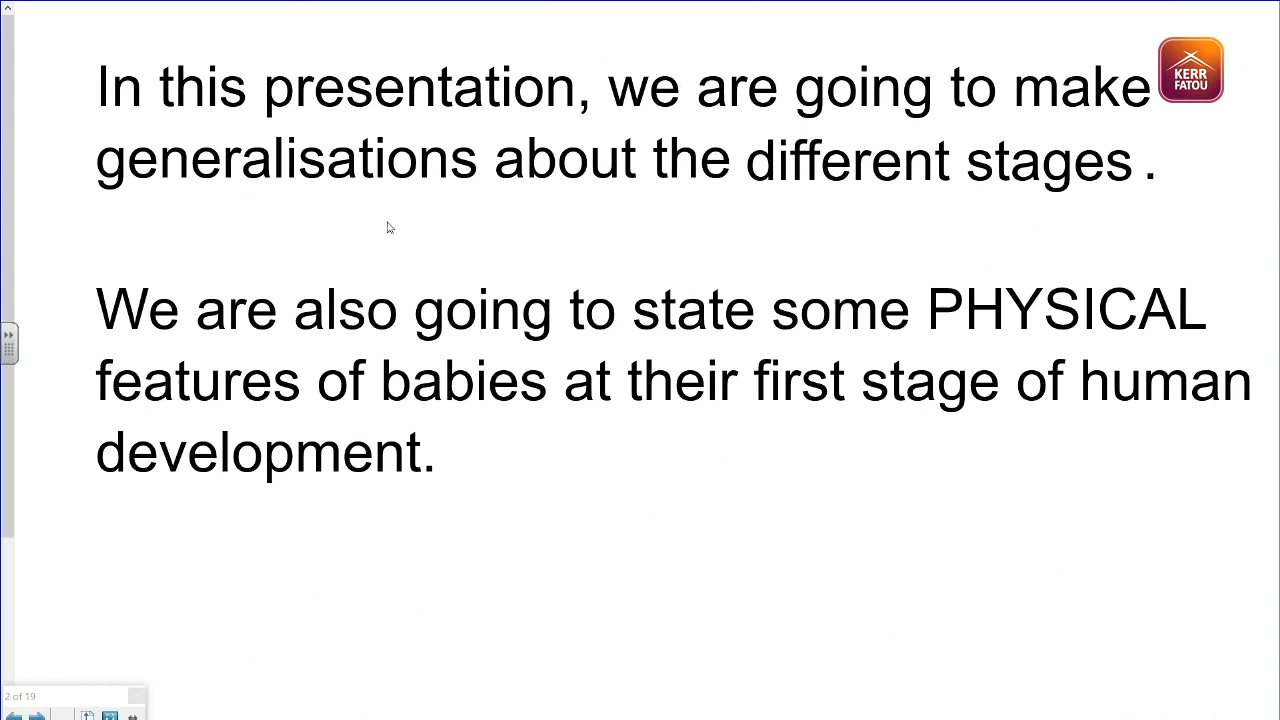 In this presentation, we are going to make
generalisations about the different stages .
We are also going to state some PHYSICAL
features of babies at their first stage of human
development.
KERR
FATOU
2 of 19